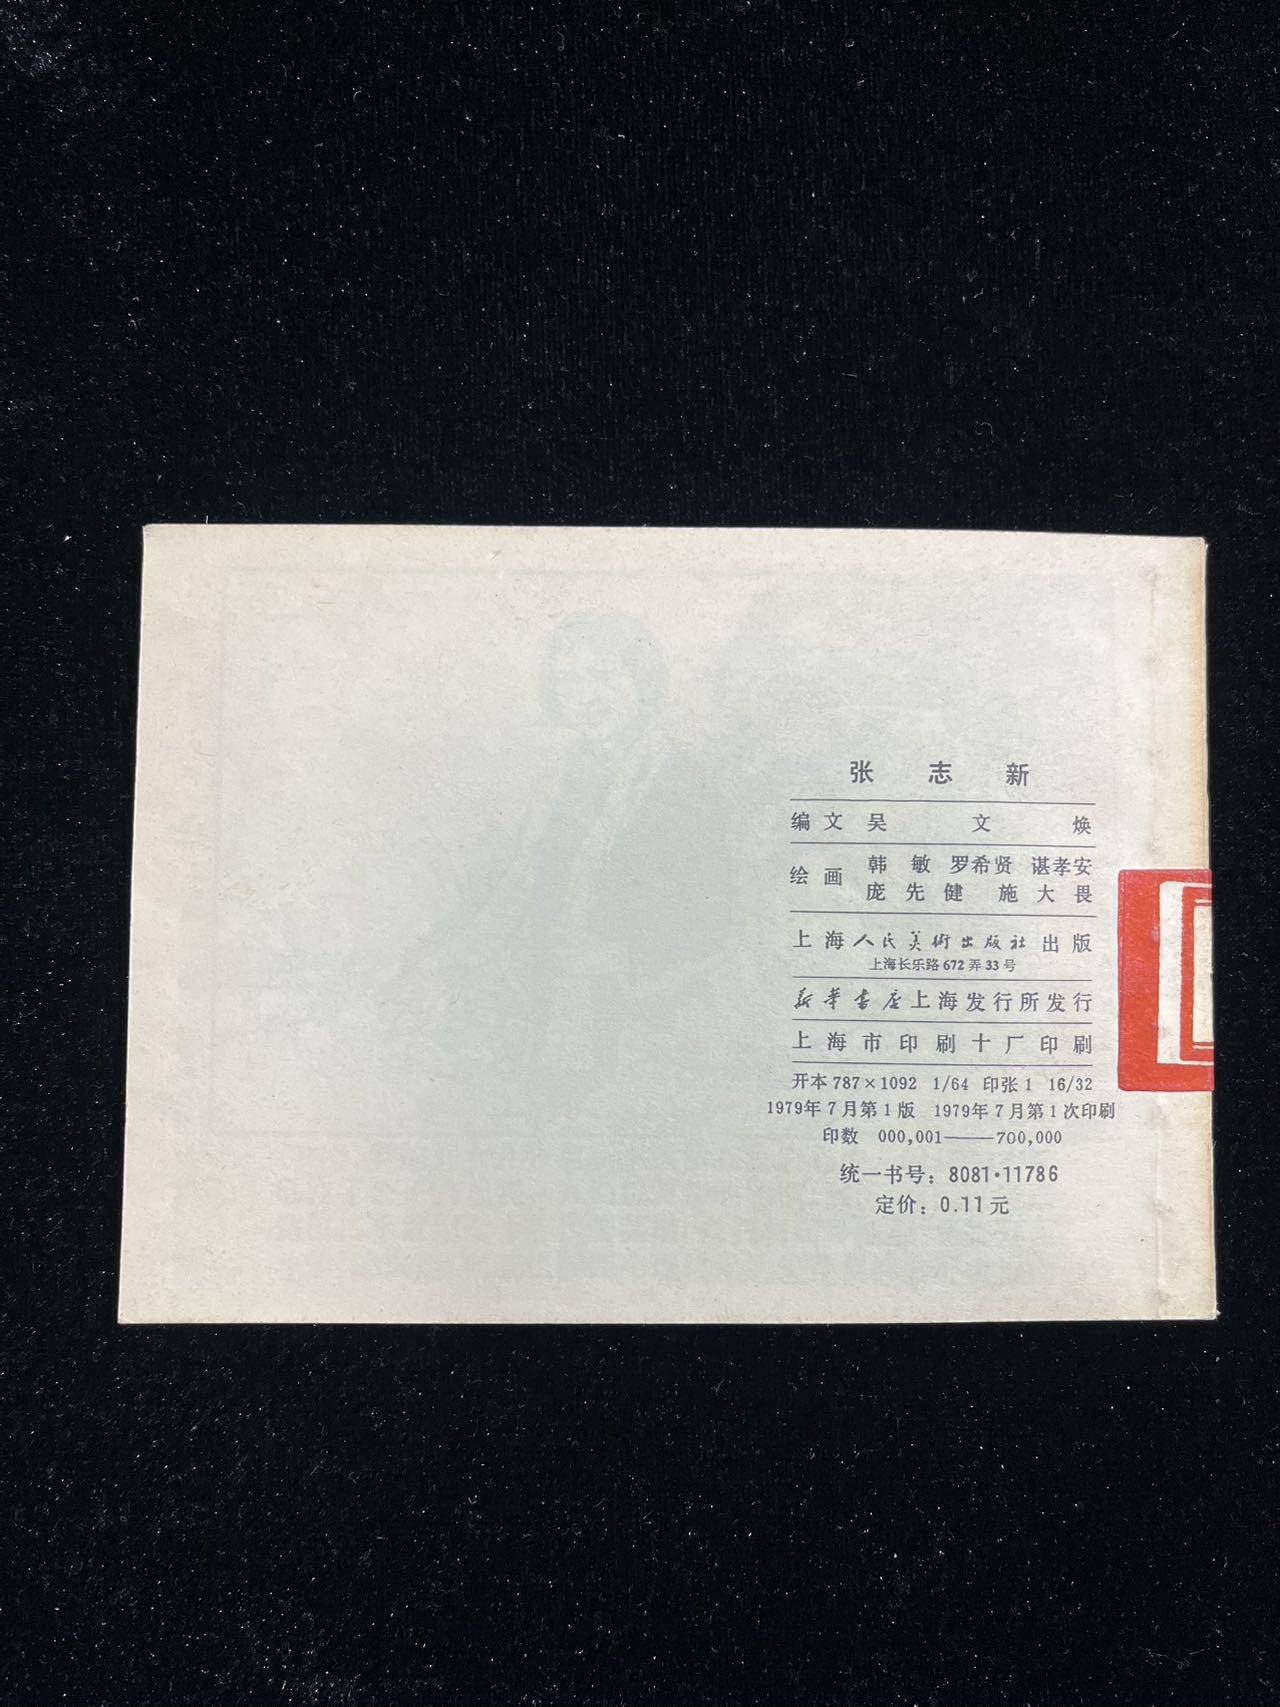 张志新
编文 吴文焕
绘画 韩敏 罗希贤 谌孝安
庞先健 施大畏
上海人民美術出版社出版
上海长乐路672弄33号
新华书店上海发行所发行
上海市印刷十厂印刷
开本787×1092 1/64 印张1 16/32
1979年7月第1版 1979年7月第1次印刷
印数 000,001——700,000
统一书号：8081·11786
定价：0.11元